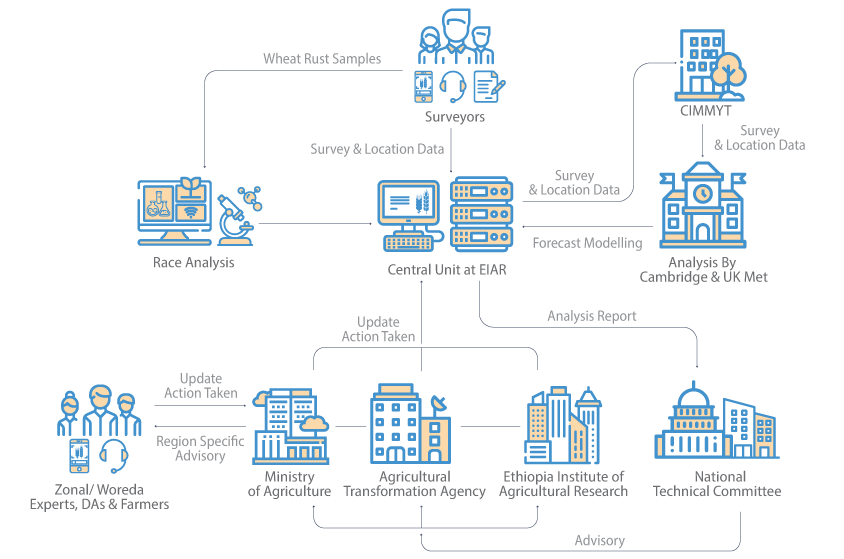 Wheat Rust Samples
Surveyors
CIMMYT
Survey
& Location Data
Survey & Location Data
Survey
& Location Data
Race Analysis
Central Unit at EIAR
Forecast Modelling
Analysis By
Cambridge & UK Met
Update
Action Taken
Analysis Report
Update
Action Taken
Region Specific
Advisory
Zonal/ Woreda
Experts, DAs & Farmers
Ministry
of Agriculture
Agricultural
Transformation Agency
Ethiopia Institute of
Agricultural Research
National
Technical Committee
Advisory